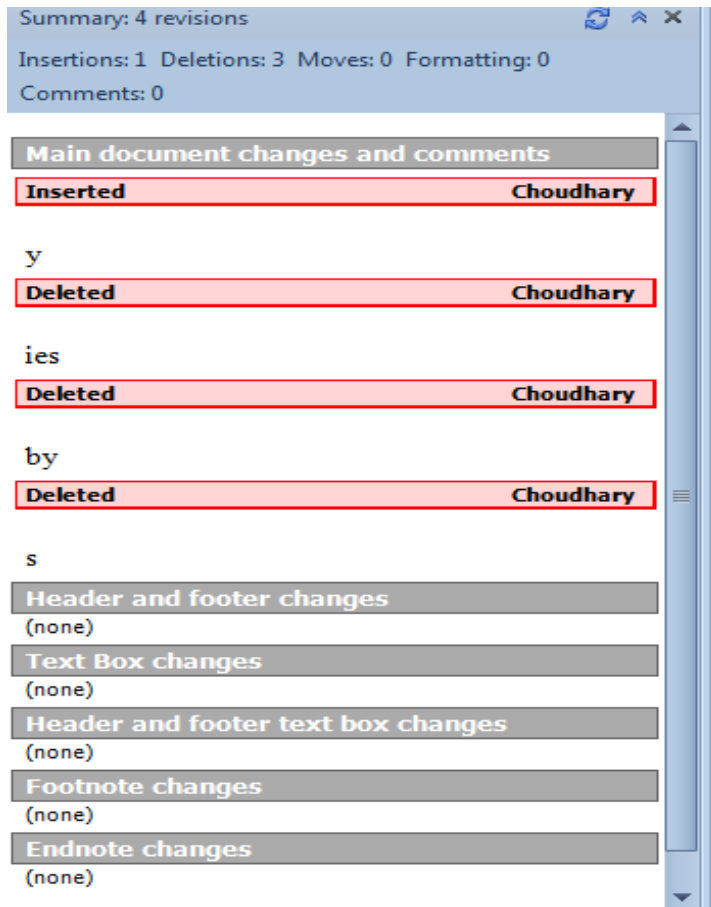 Summary: 4 revisions
Insertions: 1 Deletions: 3 Moves: 0 Formatting: 0
Comments: 0
Main document changes and comments
Inserted Choudhary
y
Deleted Choudhary
ies
Deleted Choudhary
by
Deleted Choudhary
s
Header and footer changes
(none)
Text Box changes
(none)
Header and footer text box changes
(none)
Footnote changes
(none)
Endnote changes
(none)